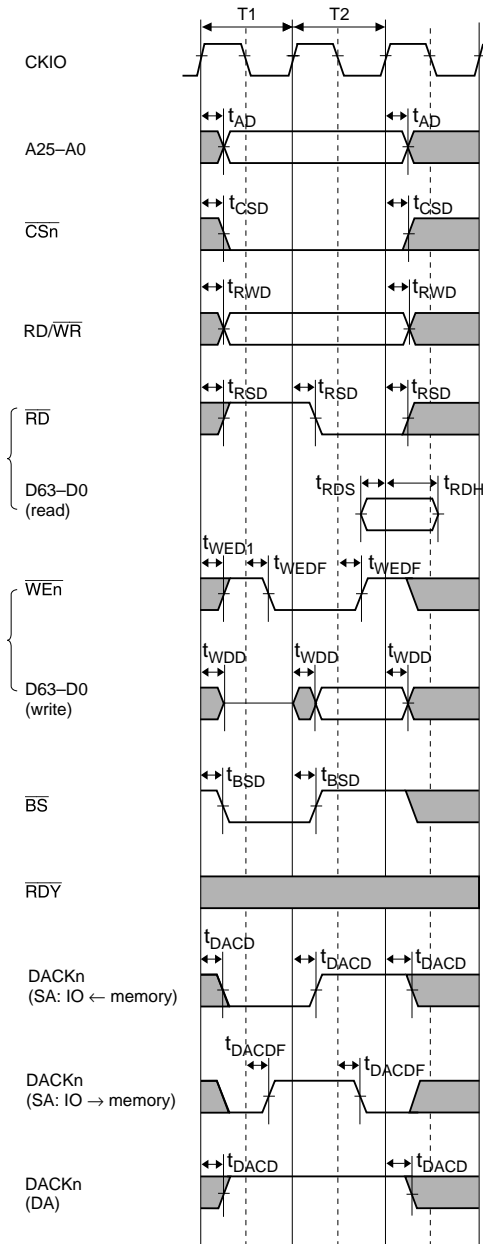 T1 T2
CKIO
tAD tAD
A25–A0
tCSD tCSD
CSn
tRWD tRWD
RD/WR
tRSD tRSD tRSD
RD
tRDS tRDH
D63–D0
(read)
tWED1 tWEDF tWEDF
WEn
tWDD tWDD tWDD
D63–D0
(write)
tBSD tBSD
BS
RDY
tDACD tDACD tDACD
DACKn
(SA: IO ← memory)
tDACDF tDACDF
DACKn
(SA: IO → memory)
tDACD tDACD
DACKn
(DA)